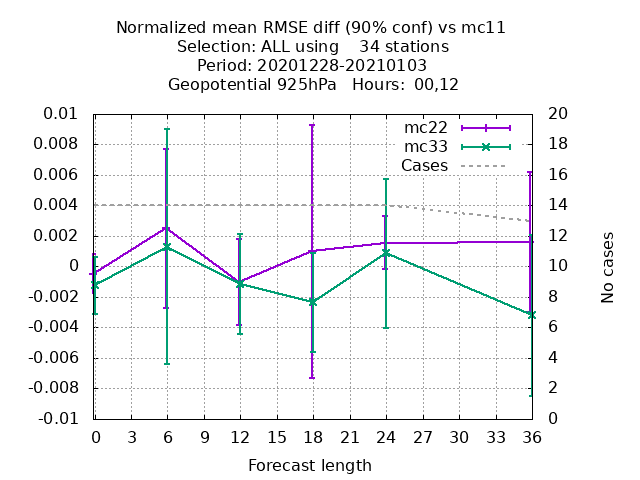 Normalized mean RMSE diff (90% conf) vs mc11
Selection: ALL using    34 stations
Period: 20201228-20210103
Geopotential 925hPa   Hours: 00,12
mc22
mc33
Cases
0.01
0.008
0.006
0.004
0.002
0
-0.002
-0.004
-0.006
-0.008
-0.01
20
18
16
14
12
10
8
6
4
2
0
No cases
0 3 6 9 12 15 18 21 24 27 30 33 36
Forecast length